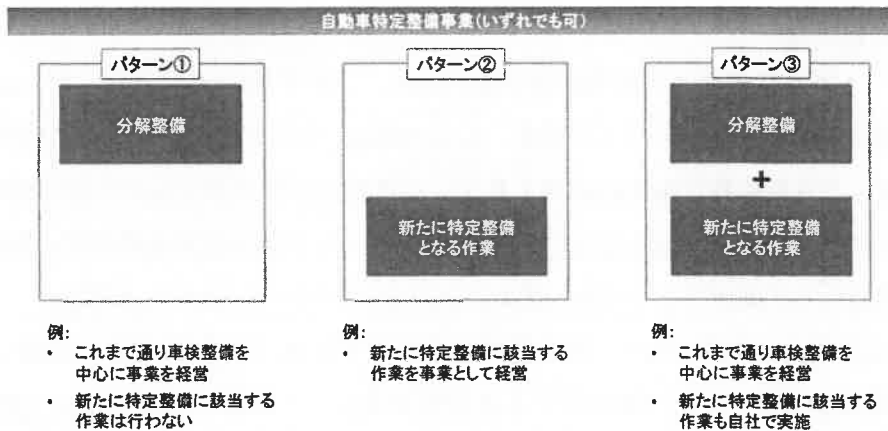 自動車特定整備事業(いずれでも可)
パターン①
分解整備
例:
・ これまで通り車検整備を
中心に事業を経営
・ 新たに特定整備に該当する
作業は行わない
パターン②
新たに特定整備
となる作業
例:
・ 新たに特定整備に該当する
作業を事業として経営
パターン③
分解整備
+
新たに特定整備
となる作業
例:
・ これまで通り車検整備を
中心に事業を経営
・ 新たに特定整備に該当する
作業も自社で実施